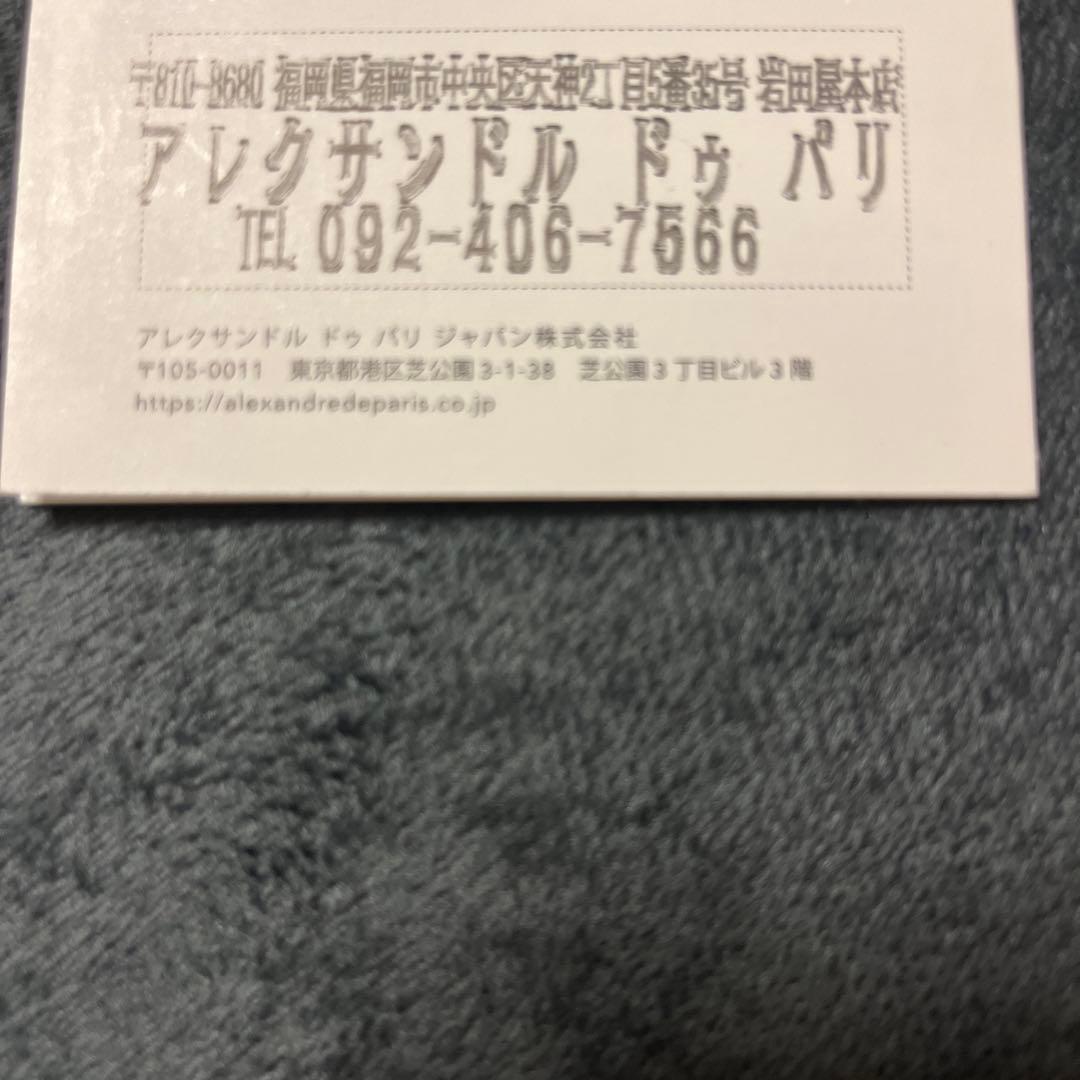 〒810-8680 福岡県福岡市中央区天神2丁目5番35号 岩田屋本店
アレクサンドル ドゥ パリ
TEL 092-406-7566
アレクサンドル ドゥ パリ ジャパン株式会社
〒105-0011 東京都港区芝公園3-1-38 芝公園3丁目ビル3階
https://alexandredeparis.co.jp